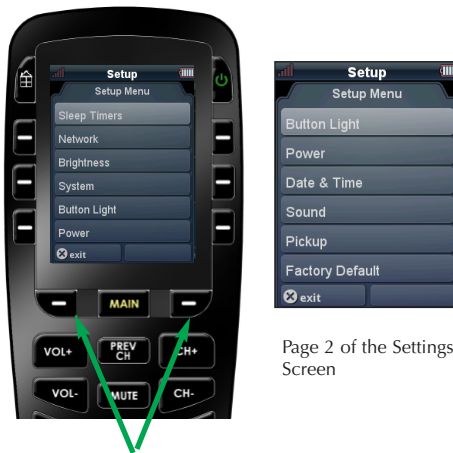 Setup
Setup Menu
Sleep Timers
Network
Brightness
System
Button Light
Power
exit
MAIN
VOL+
PREV
CH
CH+
VOL-
MUTE
CH-
Setup
Setup Menu
Button Light
Power
Date & Time
Sound
Pickup
Factory Default
exit
Page 2 of the Settings
Screen